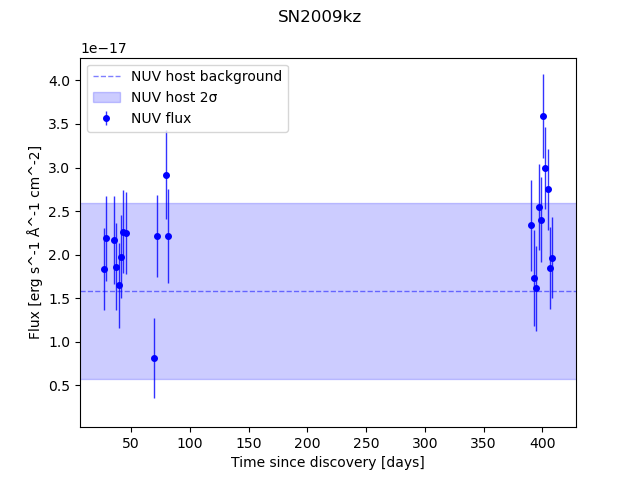 SN2009kz
1e−17
NUV host background
NUV host 2σ
NUV flux
4.0
3.5
3.0
2.5
2.0
1.5
1.0
0.5
Flux [erg s^-1 Å^-1 cm^-2]
50 100 150 200 250 300 350 400
Time since discovery [days]